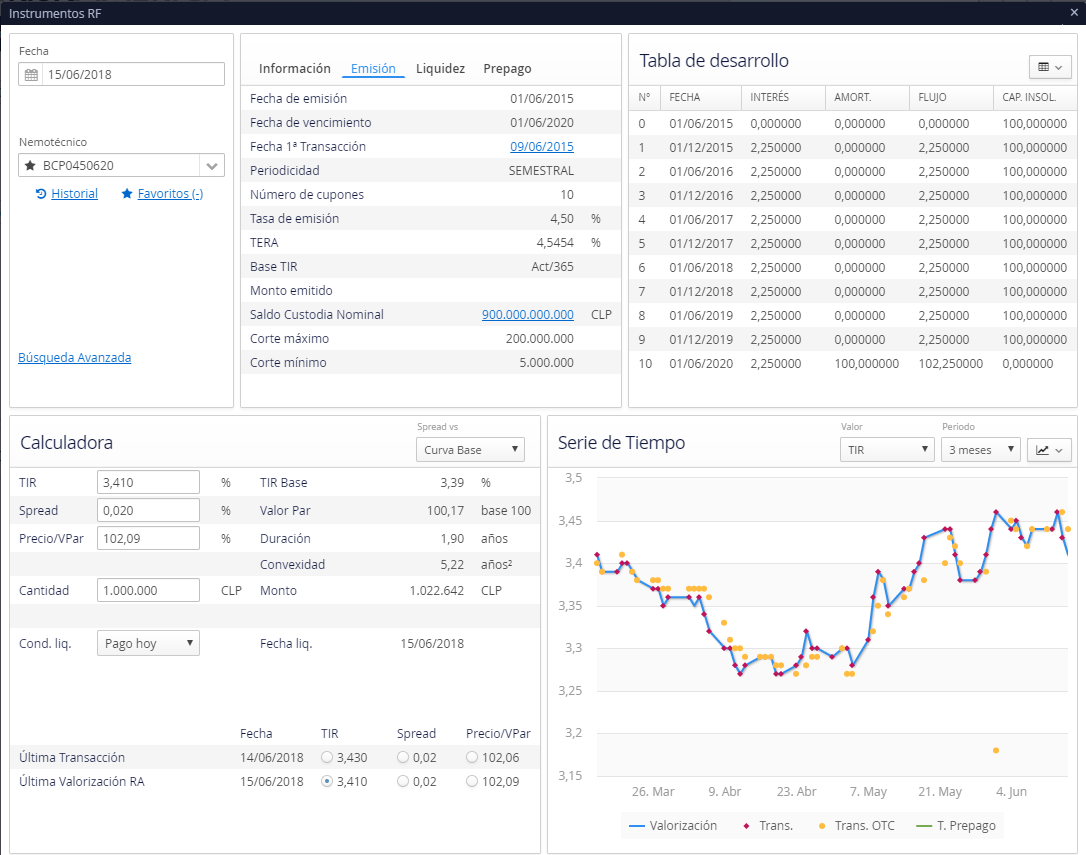 Instrumentos RF
×
Fecha
15/06/2018
Nemotécnico
BCP0450620
Historial Favoritos (-)
Búsqueda Avanzada
Información Emisión Liquidez Prepago
Fecha de emisión 01/06/2015
Fecha de vencimiento 01/06/2020
Fecha 1ª Transacción 09/06/2015
Periodicidad SEMESTRAL
Número de cupones 10
Tasa de emisión 4,50 %
TERA 4,5454 %
Base TIR Act/365
Monto emitido
Saldo Custodia Nominal 900.000.000.000 CLP
Corte máximo 200.000.000
Corte mínimo 5.000.000
Tabla de desarrollo
Nº FECHA INTERÉS AMORT. FLUJO CAP. INSOL.
0 01/06/2015 0,000000 0,000000 0,000000 100,000000
1 01/12/2015 2,250000 0,000000 2,250000 100,000000
2 01/06/2016 2,250000 0,000000 2,250000 100,000000
3 01/12/2016 2,250000 0,000000 2,250000 100,000000
4 01/06/2017 2,250000 0,000000 2,250000 100,000000
5 01/12/2017 2,250000 0,000000 2,250000 100,000000
6 01/06/2018 2,250000 0,000000 2,250000 100,000000
7 01/12/2018 2,250000 0,000000 2,250000 100,000000
8 01/06/2019 2,250000 0,000000 2,250000 100,000000
9 01/12/2019 2,250000 0,000000 2,250000 100,000000
10 01/06/2020 2,250000 100,000000 102,250000 0,000000
Calculadora
Spread vs
Curva Base
TIR 3,410 % TIR Base 3,39 %
Spread 0,020 % Valor Par 100,17 base 100
Precio/VPar 102,09 % Duración 1,90 años
Convexidad 5,22 años²
Cantidad 1.000.000 CLP Monto 1.022.642 CLP
Cond. liq. Pago hoy Fecha liq. 15/06/2018
Fecha TIR Spread Precio/VPar
Última Transacción 14/06/2018 3,430 0,02 102,06
Última Valorización RA 15/06/2018 3,410 0,02 102,09
Serie de Tiempo
Valor Periodo
TIR 3 meses
3,5
3,45
3,4
3,35
3,3
3,25
3,2
3,15
26. Mar 9. Abr 23. Abr 7. May 21. May 4. Jun
Valorización Trans. Trans. OTC T. Prepago